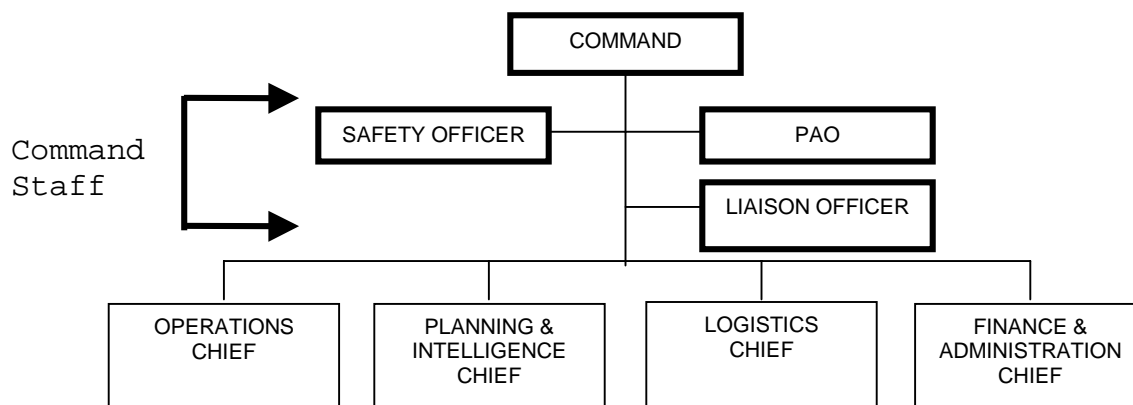 COMMAND
SAFETY OFFICER
PAO
Command
Staff
LIAISON OFFICER
OPERATIONS
CHIEF
PLANNING &
INTELLIGENCE
CHIEF
LOGISTICS
CHIEF
FINANCE &
ADMINISTRATION
CHIEF